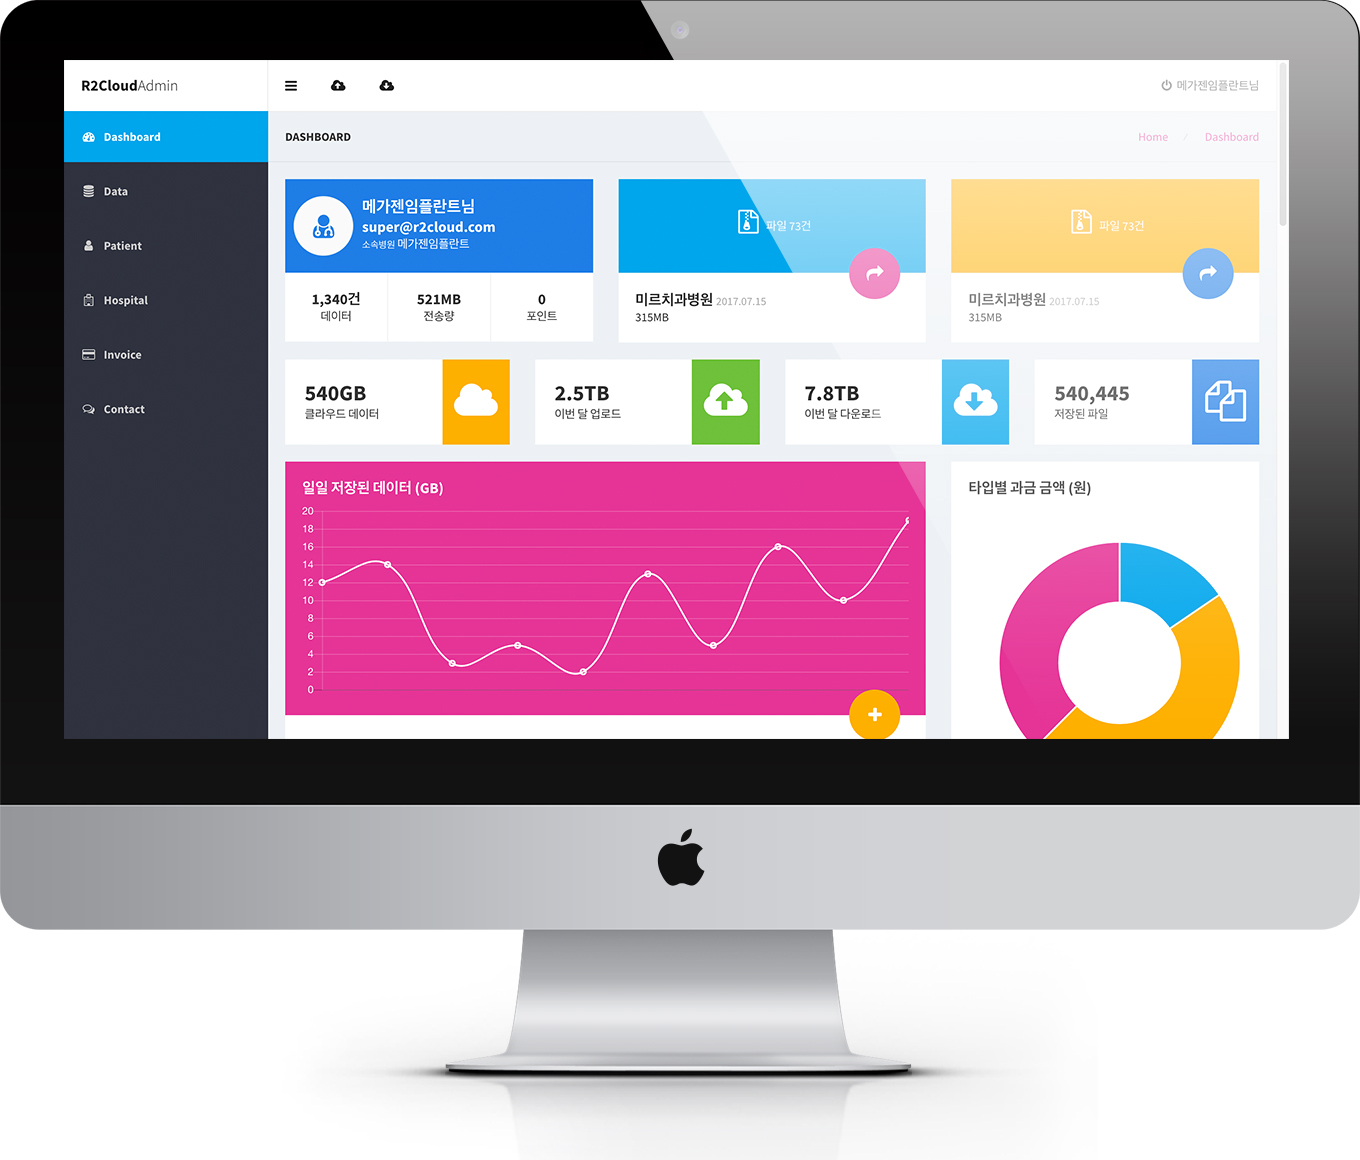 R2CloudAdmin
메가젠임플란트님
Dashboard
Data
Patient
Hospital
Invoice
Contact
DASHBOARD
Home / Dashboard
메가젠임플란트님
super@r2cloud.com
소속병원 메가젠임플란트
1,340건
데이터
521MB
전송량
0
포인트
파일 73건
미르치과병원 2017.07.15
315MB
파일 73건
미르치과병원 2017.07.15
315MB
540GB
클라우드 데이터
2.5TB
이번 달 업로드
7.8TB
이번 달 다운로드
540,445
저장된 파일
일일 저장된 데이터 (GB)
20
18
16
14
12
10
8
6
4
2
0
타입별 과금 금액 (원)